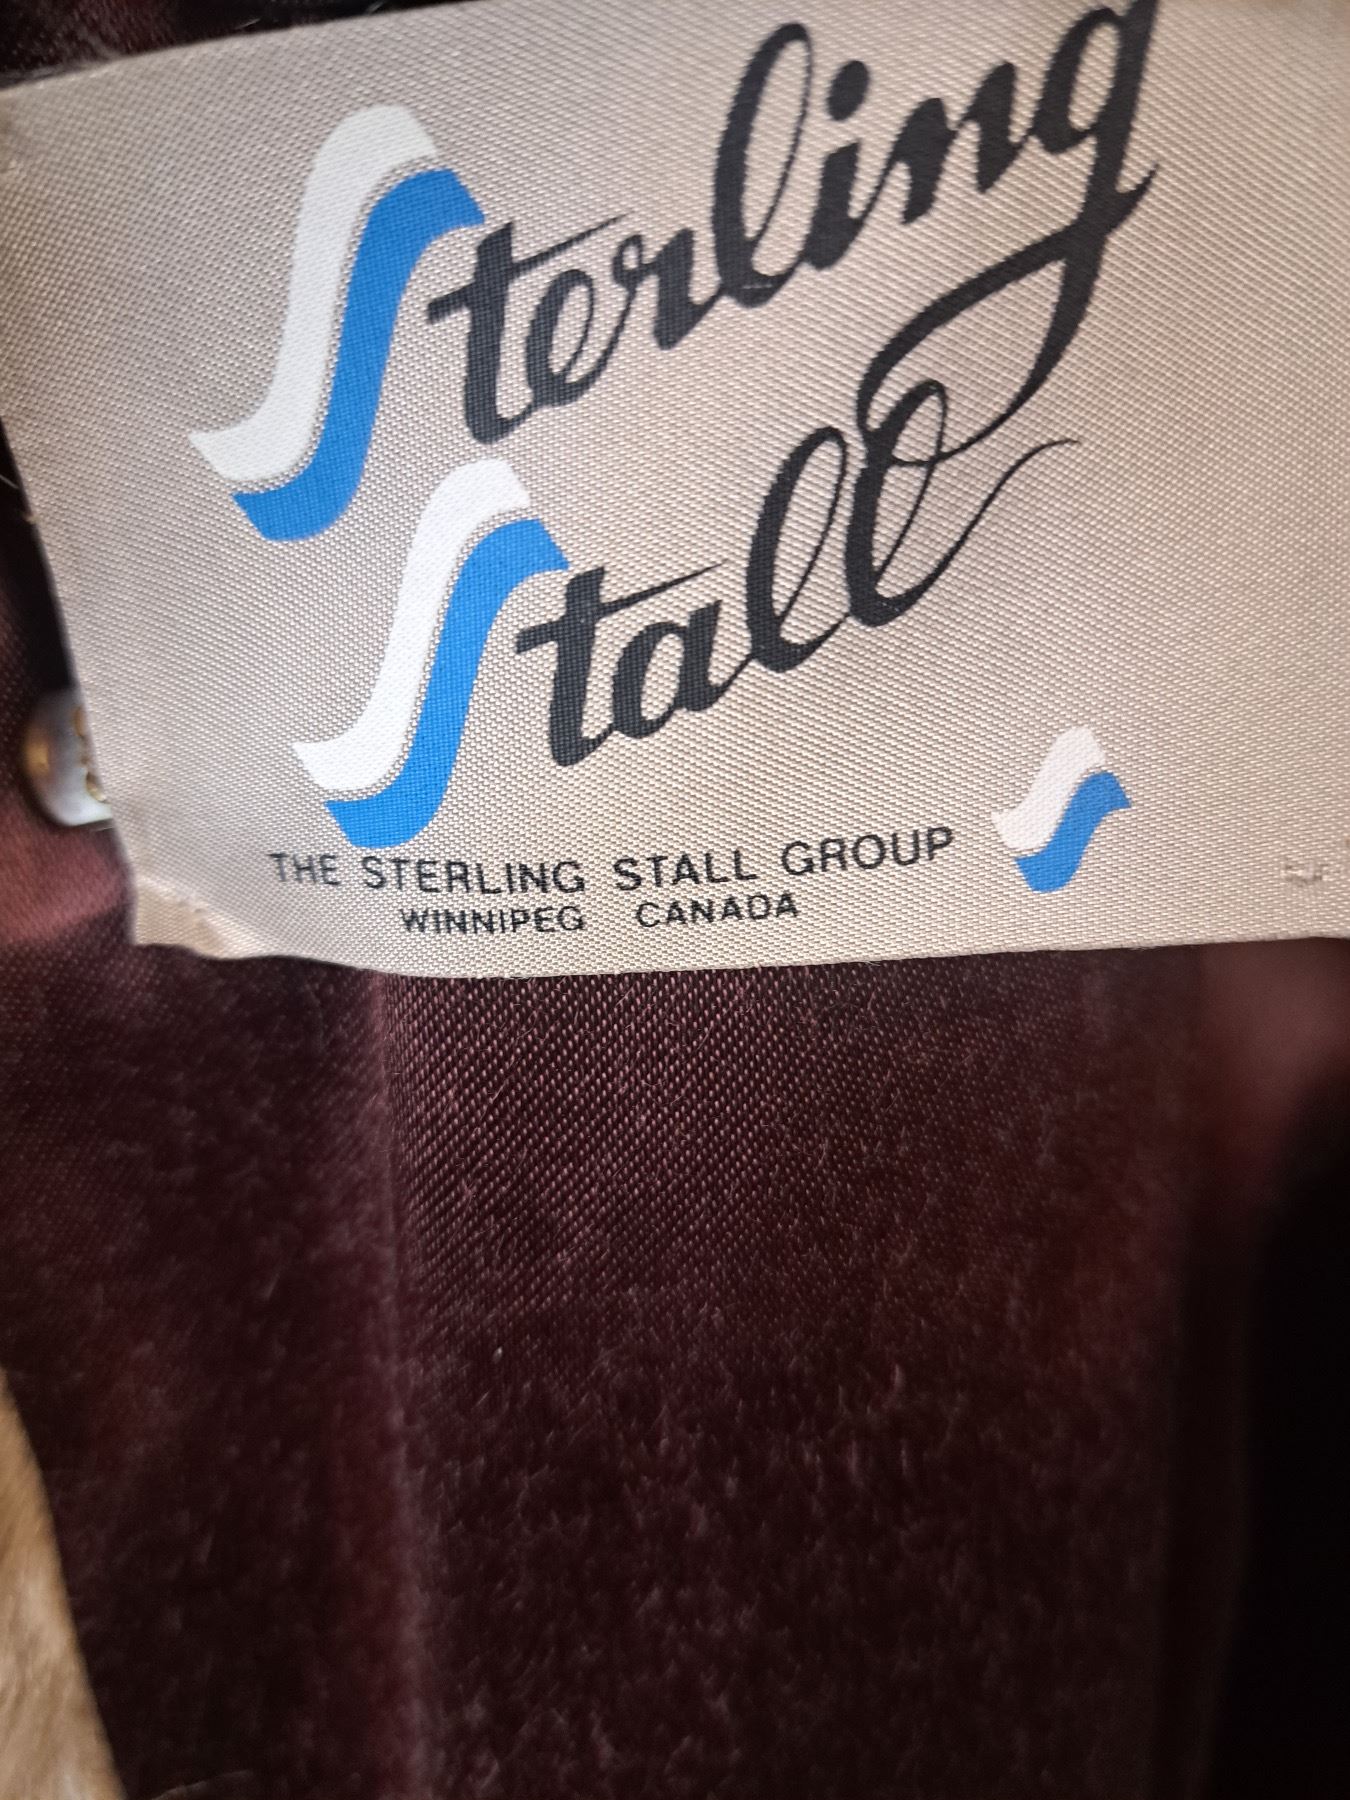 Sterling
Stall
THE STERLING STALL GROUP
WINNIPEG CANADA